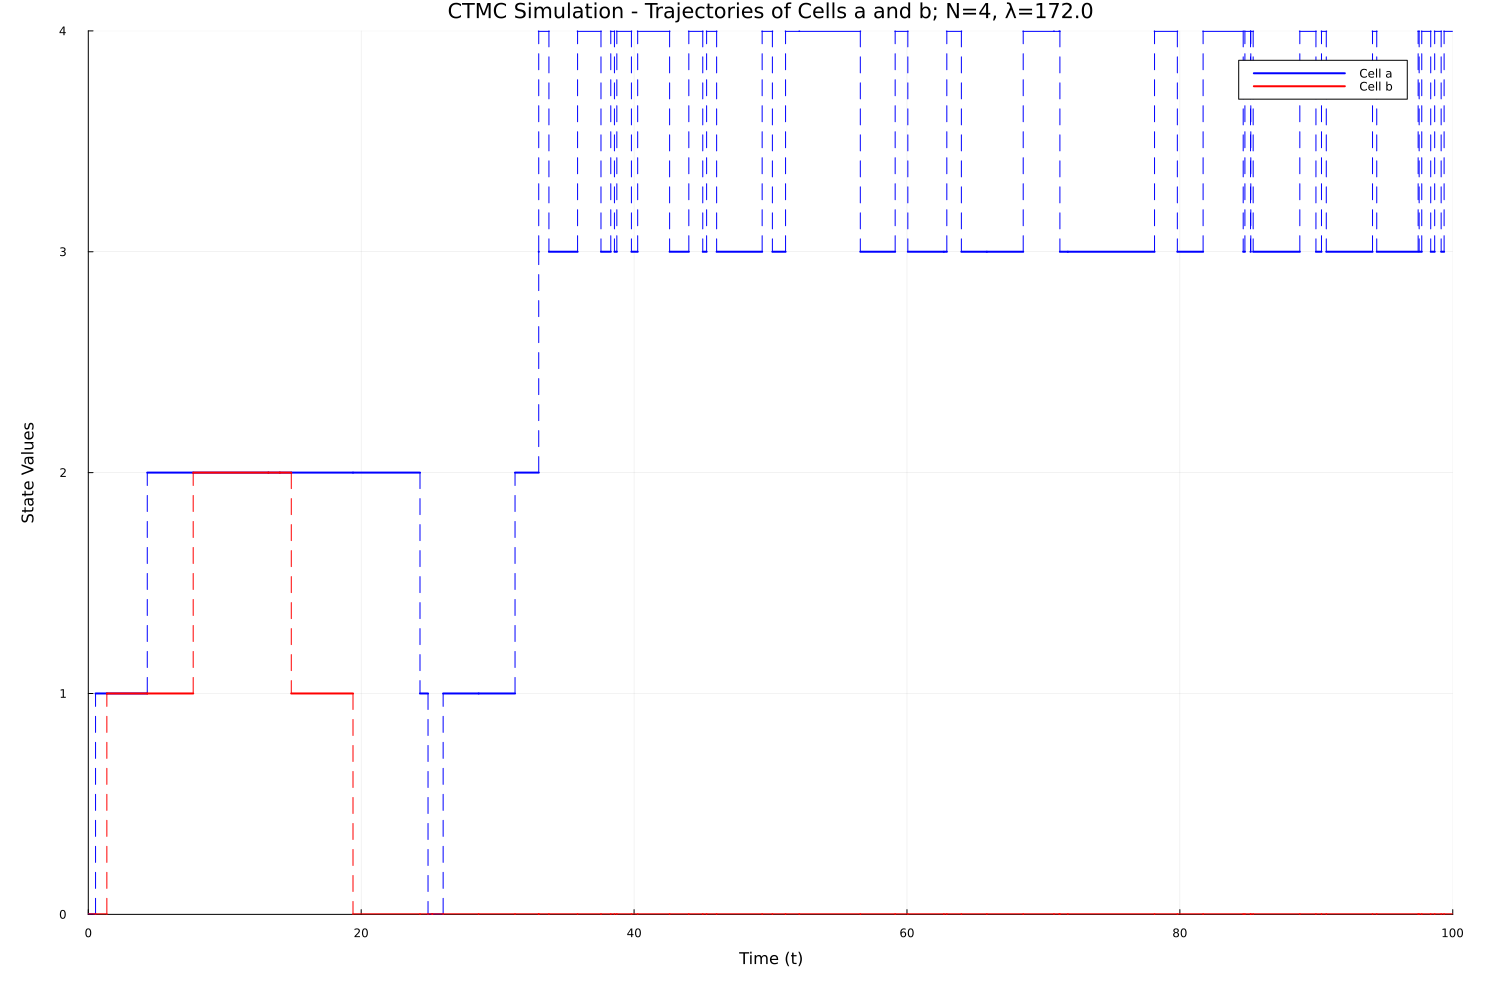 CTMC Simulation - Trajectories of Cells a and b; N=4, λ=172.0
4
Cell a
Cell b
3
State Values
2
1
0
0 20 40 60 80 100
Time (t)